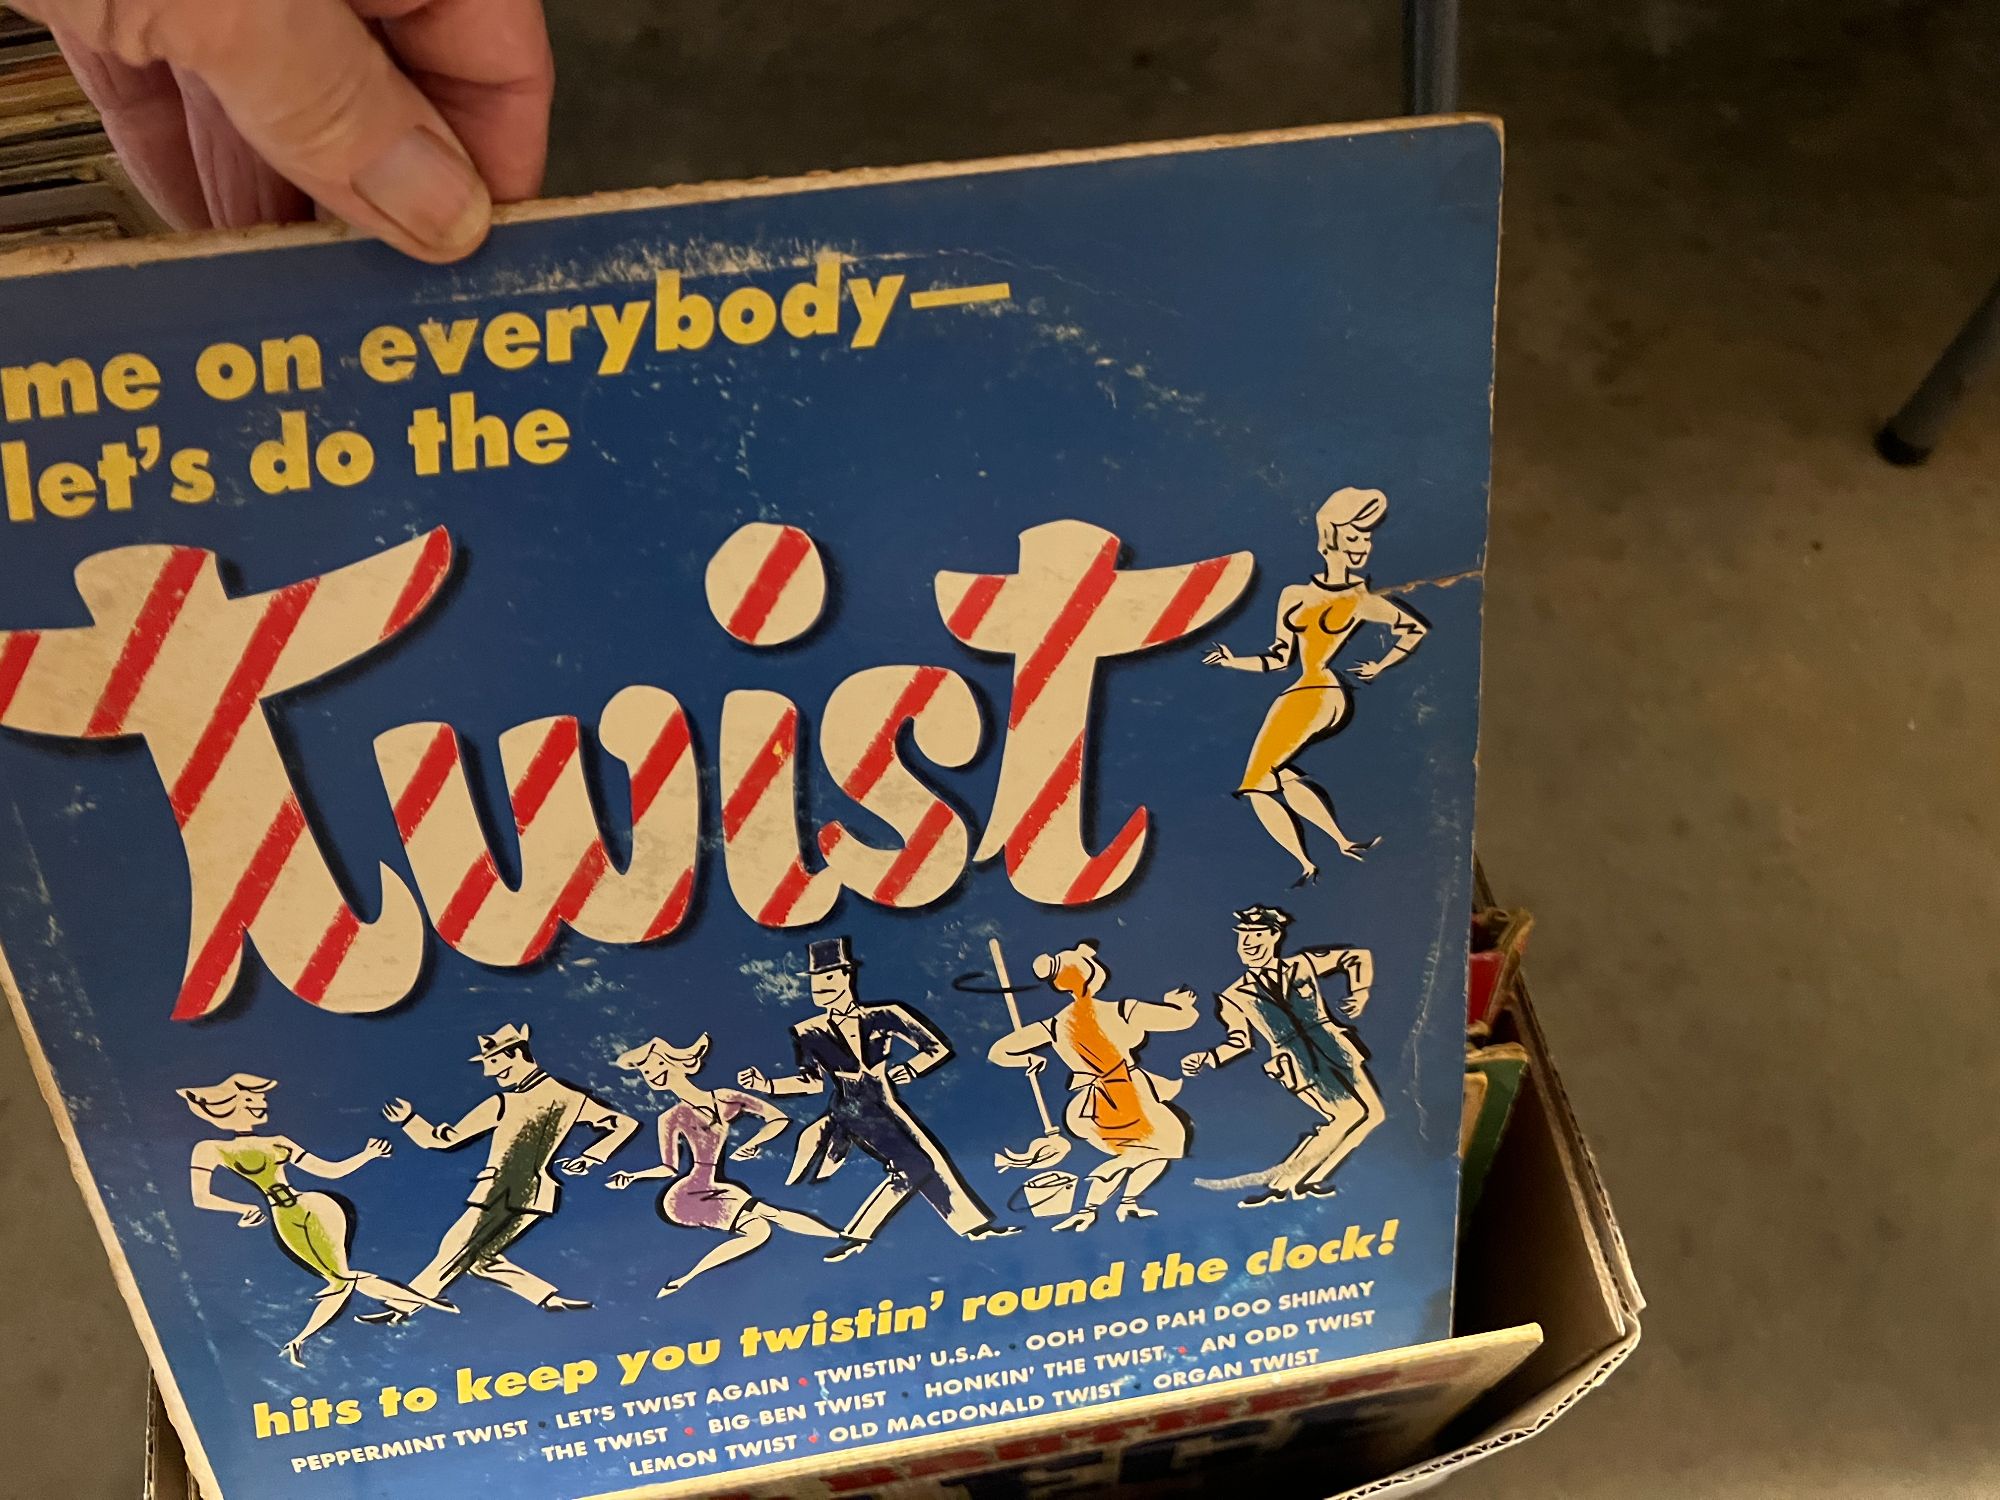 me on everybody—
let's do the
Twist
hits to keep you twistin' round the clock!
PEPPERMINT TWIST • LET'S TWIST AGAIN • TWISTIN' U.S.A. • OOH POO PAH DOO SHIMMY
THE TWIST • BIG BEN TWIST • HONKIN' THE TWIST • AN ODD TWIST
LEMON TWIST • OLD MACDONALD TWIST • ORGAN TWIST